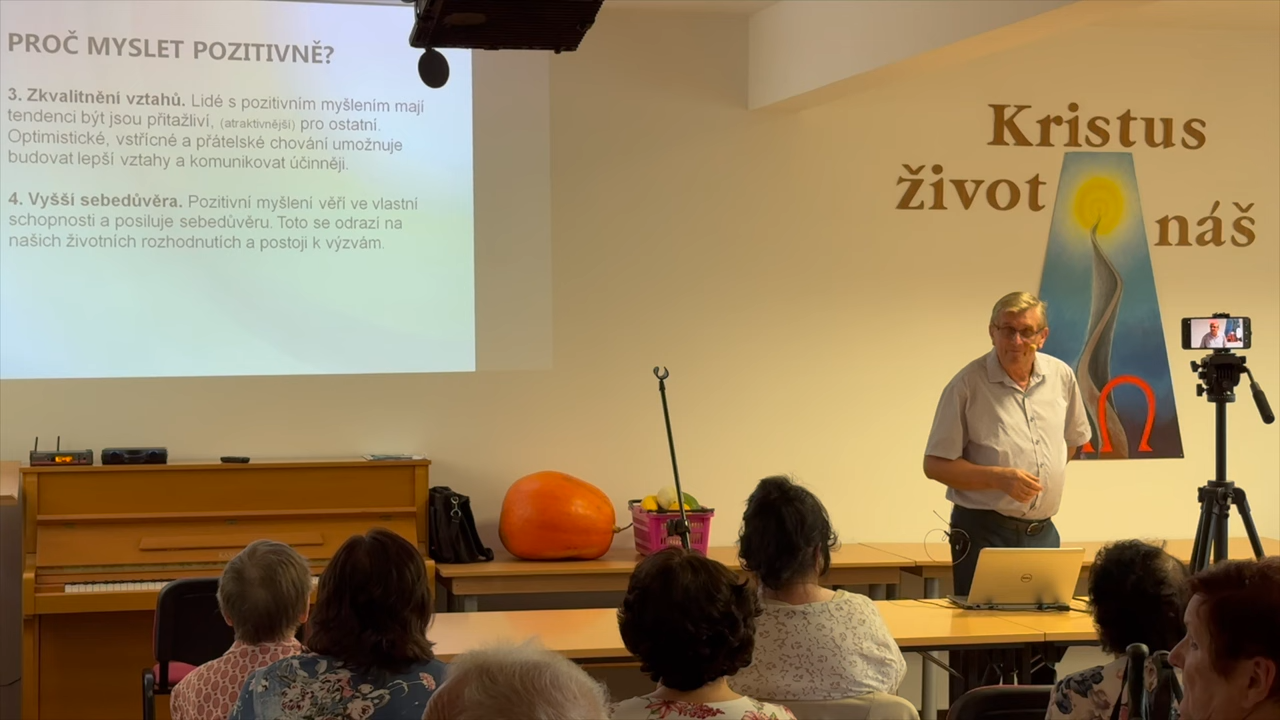 PROČ MYSLET POZITIVNĚ?
3. Zkvalitnění vztahů. Lidé s pozitivním myšlením mají
tendenci být jsou přitažliví, (atraktivnější) pro ostatní.
Optimistické, vstřícné a přátelské chování umožnuje
budovat lepší vztahy a komunikovat účinněji.
4. Vyšší sebedůvěra. Pozitivní myšlení věří ve vlastní
schopnosti a posiluje sebedůvěru. Toto se odrazí na
našich životních rozhodnutích a postoji k výzvám.
Kristus
život
náš
Ω
DELL